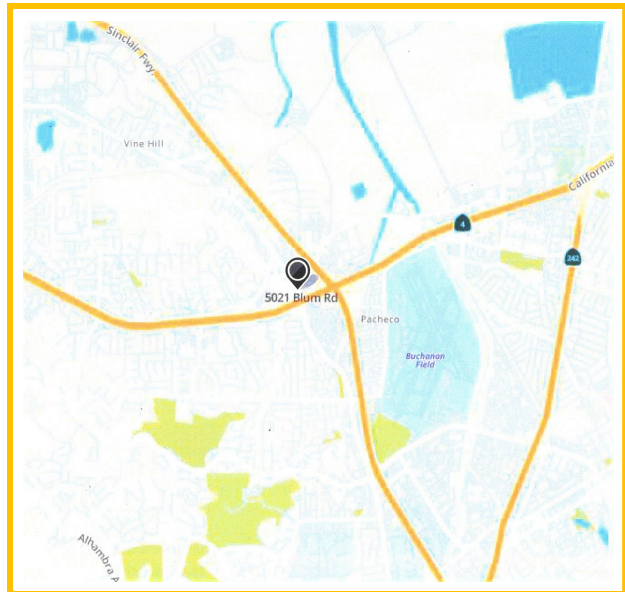 Sinclair Fwy.
Vine Hill
California
4
242
5021 Blum Rd
Pacheco
Buchanan
Field
Alhambra A